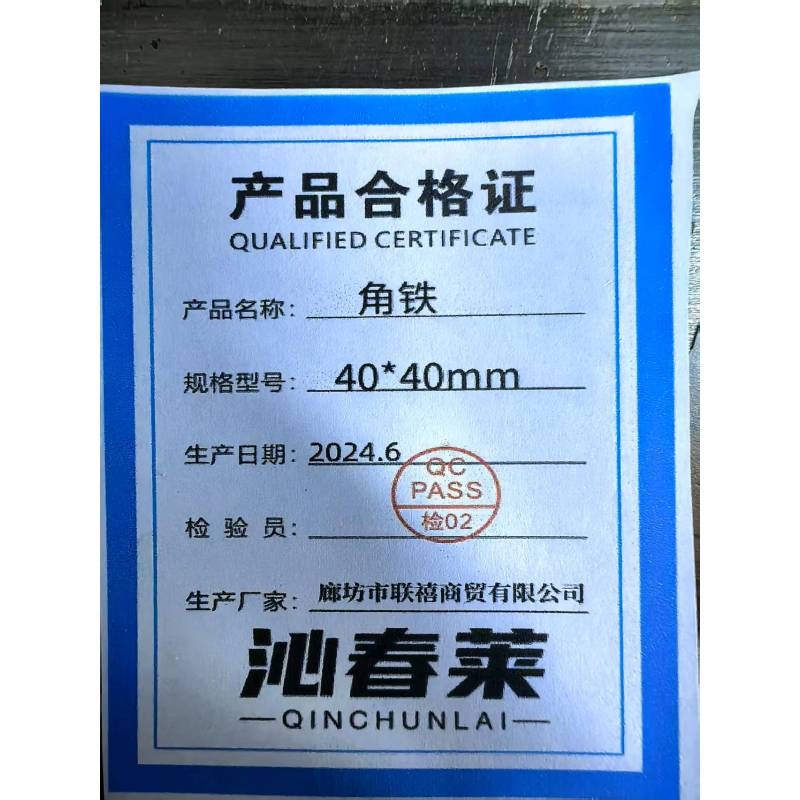 产品合格证
QUALIFIED CERTIFICATE
产品名称： 角铁
规格型号： 40*40mm
生产日期： 2024.6
QC
PASS
检验员：
检02
生产厂家： 廊坊市联禧商贸有限公司
沁春莱
—QINCHUNLAI—